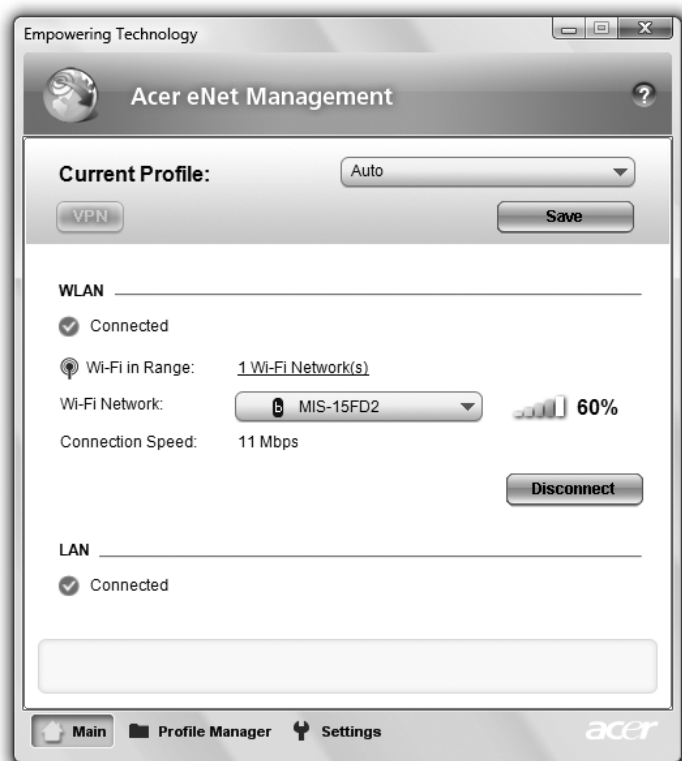 Empowering Technology
Acer eNet Management
?
Current Profile: Auto
VPN Save
WLAN
Connected
Wi-Fi in Range: 1 Wi-Fi Network(s)
Wi-Fi Network: b MIS-15FD2 60%
Connection Speed: 11 Mbps
Disconnect
LAN
Connected
Main Profile Manager Settings acer